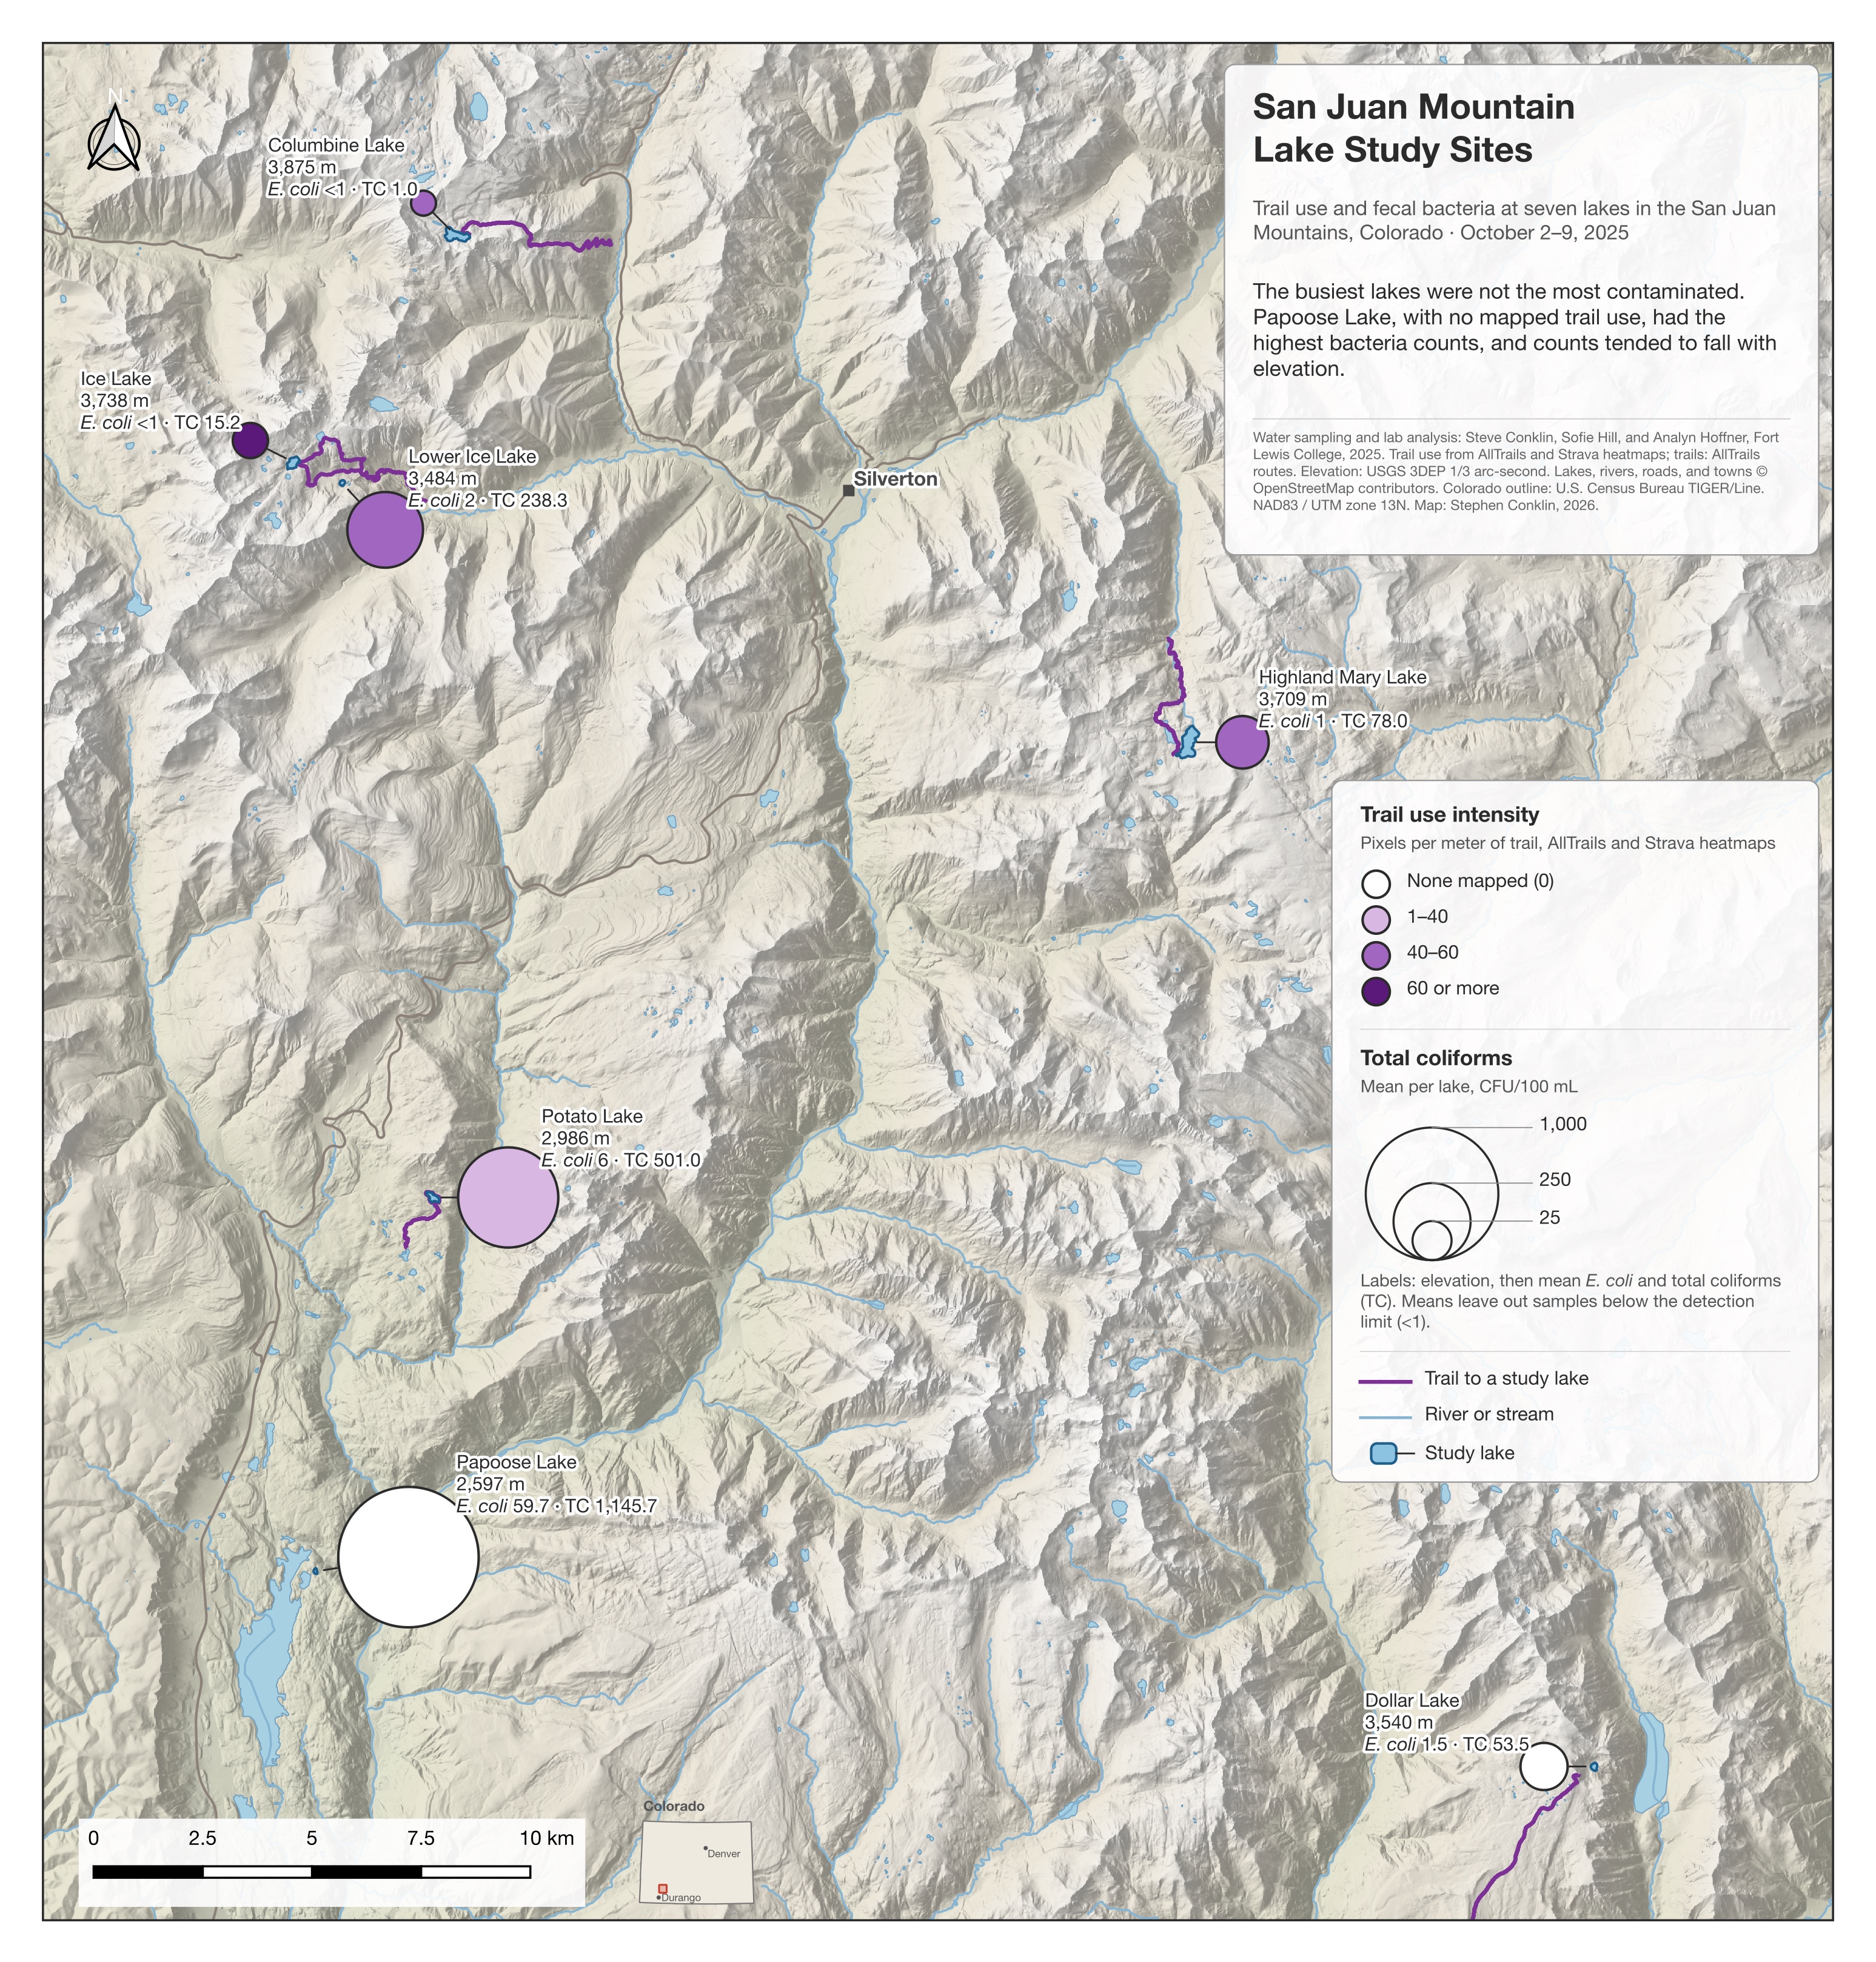 San Juan Mountain
Lake Study Sites
Trail use and fecal bacteria at seven lakes in the San Juan
Mountains, Colorado · October 2–9, 2025
The busiest lakes were not the most contaminated.
Papoose Lake, with no mapped trail use, had the
highest bacteria counts, and counts tended to fall with
elevation.
Water sampling and lab analysis: Steve Conklin, Sofie Hill, and Analyn Hoffner, Fort
Lewis College, 2025. Trail use from AllTrails and Strava heatmaps; trails: AllTrails
routes. Elevation: USGS 3DEP 1/3 arc-second. Lakes, rivers, roads, and towns ©
OpenStreetMap contributors. Colorado outline: U.S. Census Bureau TIGER/Line.
NAD83 / UTM zone 13N. Map: Stephen Conklin, 2026.
N
Columbine Lake
3,875 m
E. coli <1 · TC 1.0
Ice Lake
3,738 m
E. coli <1 · TC 15.2
Lower Ice Lake
3,484 m
E. coli 2 · TC 238.3
Silverton
Highland Mary Lake
3,709 m
E. coli 1 · TC 78.0
Trail use intensity
Pixels per meter of trail, AllTrails and Strava heatmaps
None mapped (0)
1–40
40–60
60 or more
Total coliforms
Mean per lake, CFU/100 mL
1,000
250
25
Labels: elevation, then mean E. coli and total coliforms
(TC). Means leave out samples below the detection
limit (<1).
Trail to a study lake
River or stream
Study lake
Potato Lake
2,986 m
E. coli 6 · TC 501.0
Papoose Lake
2,597 m
E. coli 59.7 · TC 1,145.7
Dollar Lake
3,540 m
E. coli 1.5 · TC 53.5
0 2.5 5 7.5 10 km
Colorado
Denver
Durango